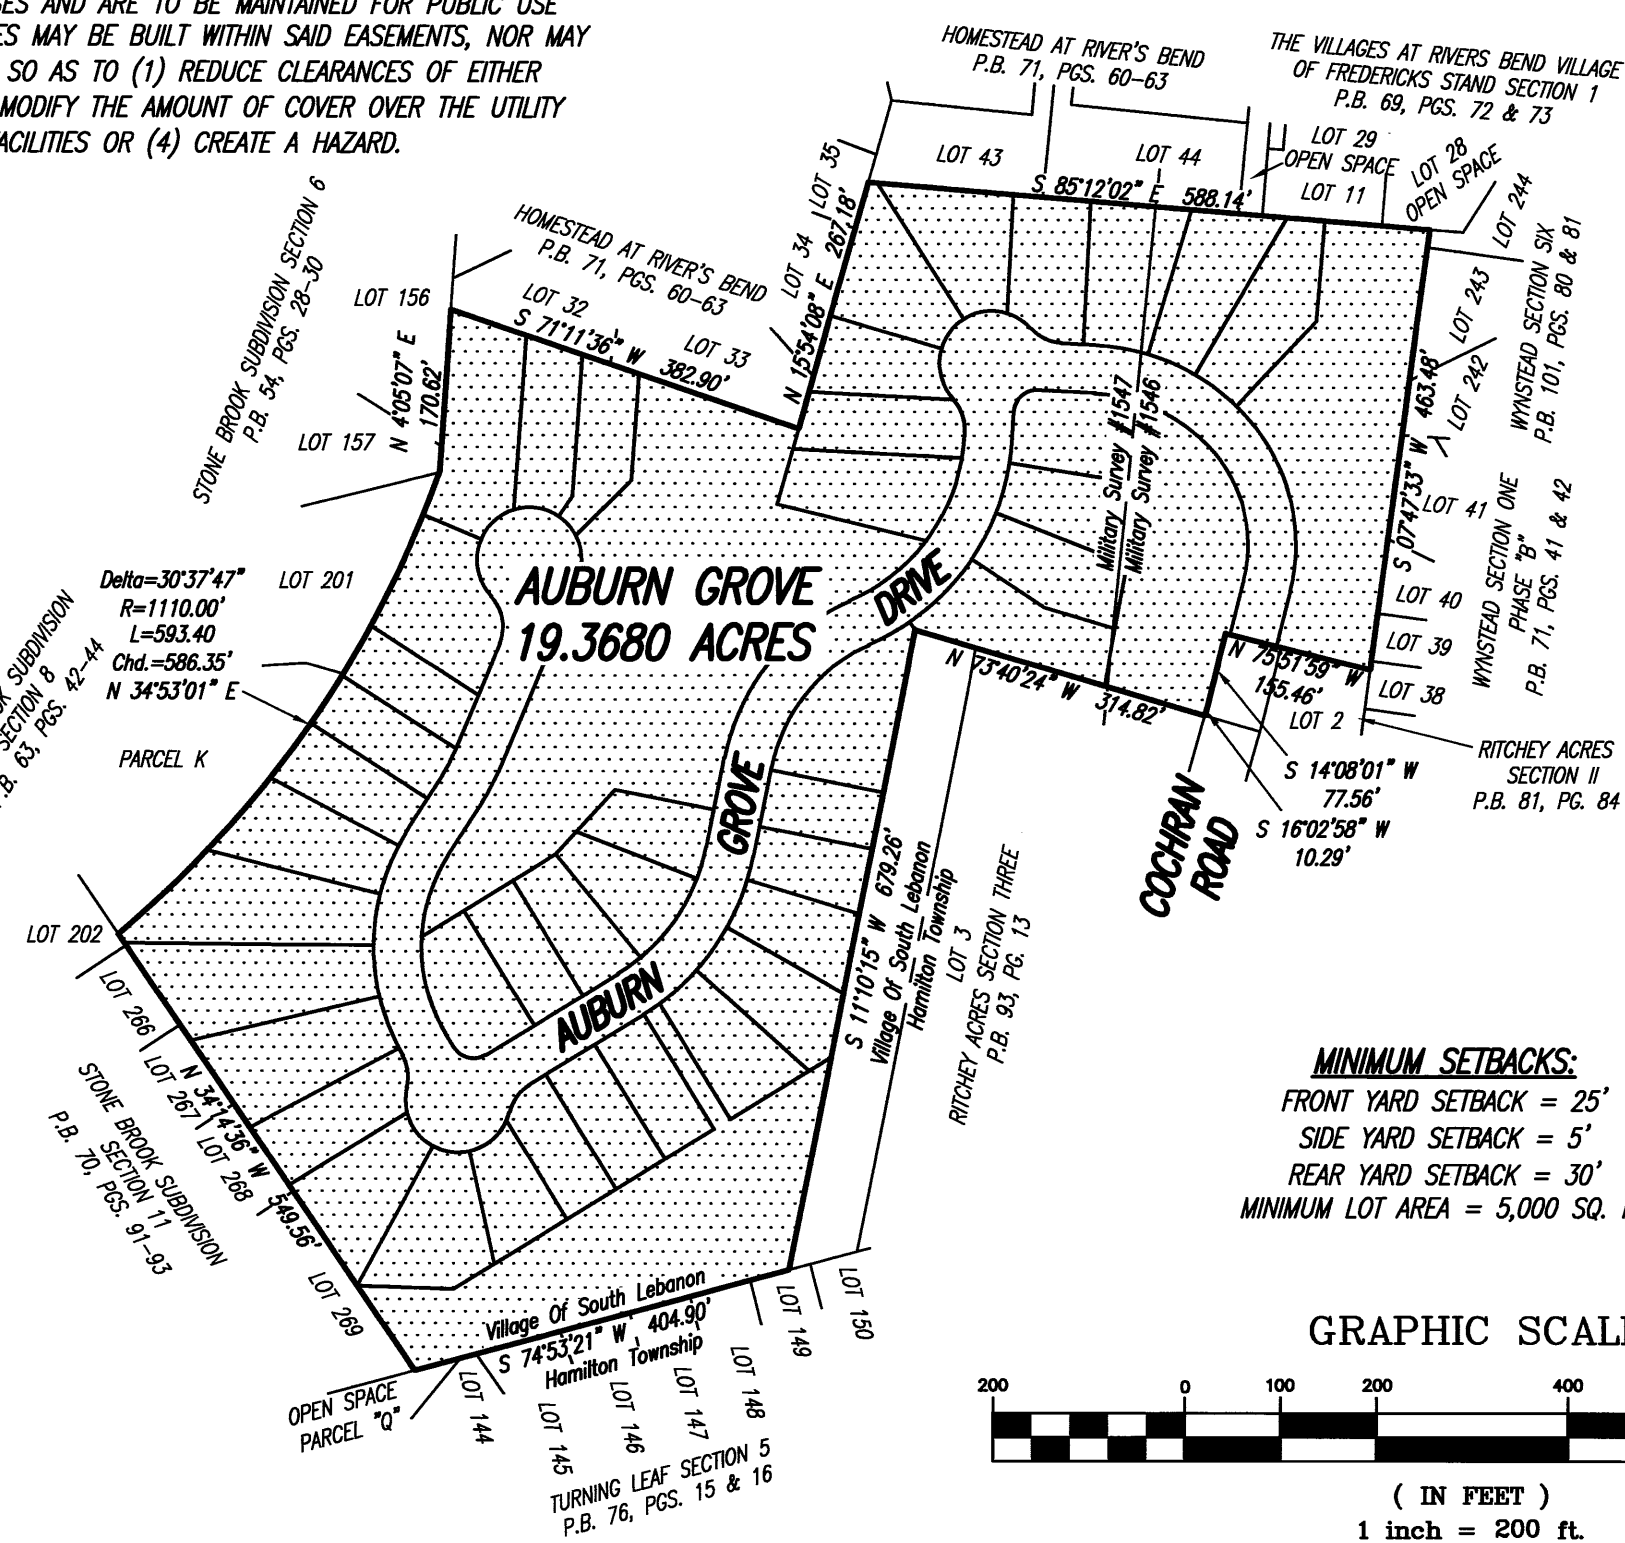 GES AND ARE TO BE MAINTAINED FOR PUBLIC USE
ES MAY BE BUILT WITHIN SAID EASEMENTS, NOR MAY
SO AS TO (1) REDUCE CLEARANCES OF EITHER
MODIFY THE AMOUNT OF COVER OVER THE UTILITY
ACILITIES OR (4) CREATE A HAZARD.
HOMESTEAD AT RIVER'S BEND
P.B. 71, PGS. 60-63
THE VILLAGES AT RIVERS BEND VILLAGE
OF FREDERICKS STAND SECTION 1
P.B. 69, PGS. 72 & 73
LOT 43
LOT 44
LOT 29
OPEN SPACE
LOT 11
LOT 28
OPEN SPACE
LOT 244
S 85°12'02" E 588.14'
LOT 35
LOT 34
N 15°54'08" E 267.18'
HOMESTEAD AT RIVER'S BEND
P.B. 71, PGS. 60-63
LOT 32
S 71°11'36" W
382.90'
LOT 33
STONE BROOK SUBDIVISION SECTION 6
P.B. 54, PGS. 28-30
LOT 156
N 4°05'07" E
170.62'
LOT 157
WYNSTEAD SECTION SIX
P.B. 101, PGS. 80 & 81
LOT 243
LOT 242
S 07°47'33" W 463.48'
LOT 41
WYNSTEAD SECTION ONE
PHASE "B"
P.B. 71, PGS. 41 & 42
LOT 40
LOT 39
LOT 38
Military Survey #1547
Military Survey #1546
Delta=30°37'47"
R=1110.00'
L=593.40
Chd.=586.35'
N 34°53'01" E
LOT 201
OK SUBDIVISION
SECTION 8
P.B. 63, PGS. 42-44
PARCEL K
AUBURN GROVE
19.3680 ACRES
DRIVE
GROVE
AUBURN
N 73°40'24" W 314.82'
N 75°51'59" W
155.46'
LOT 2
RITCHEY ACRES
SECTION II
P.B. 81, PG. 84
S 14°08'01" W
77.56'
S 16°02'58" W
10.29'
COCHRAN
ROAD
S 11°10'15" W 679.26'
Village Of South Lebanon
Hamilton Township
LOT 3
RITCHEY ACRES SECTION THREE
P.B. 93, PG. 13
LOT 202
LOT 266
LOT 267
LOT 268
LOT 269
N 34°14'36" W 549.56'
STONE BROOK SUBDIVISION
SECTION 11
P.B. 70, PGS. 91-93
MINIMUM SETBACKS:
FRONT YARD SETBACK = 25'
SIDE YARD SETBACK = 5'
REAR YARD SETBACK = 30'
MINIMUM LOT AREA = 5,000 SQ.
Village Of South Lebanon
S 74°53'21" W 404.90'
Hamilton Township
OPEN SPACE
PARCEL "Q"
LOT 144
LOT 145
LOT 146
LOT 147
LOT 148
LOT 149
LOT 150
TURNING LEAF SECTION 5
P.B. 76, PGS. 15 & 16
GRAPHIC SCAL
200 0 100 200 400
( IN FEET )
1 inch = 200 ft.